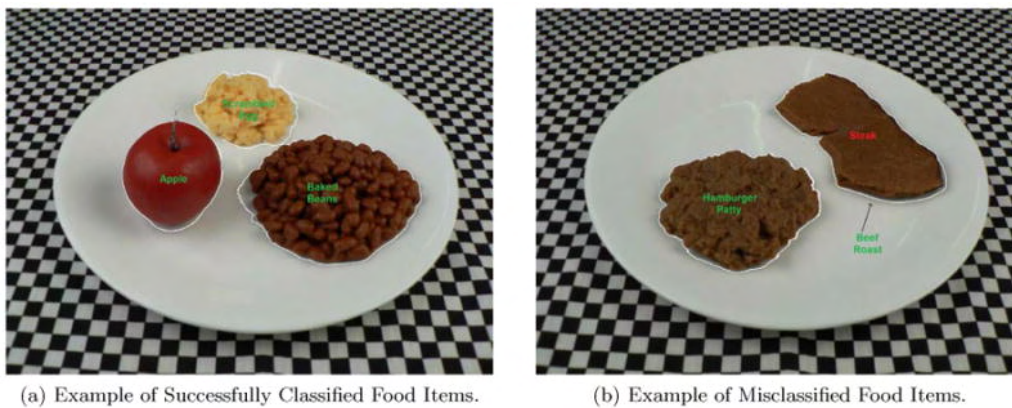 Scrambled
Egg
Apple
Baked
Beans
Steak
Hamburger
Patty
Beef
Roast
(a) Example of Successfully Classified Food Items.
(b) Example of Misclassified Food Items.